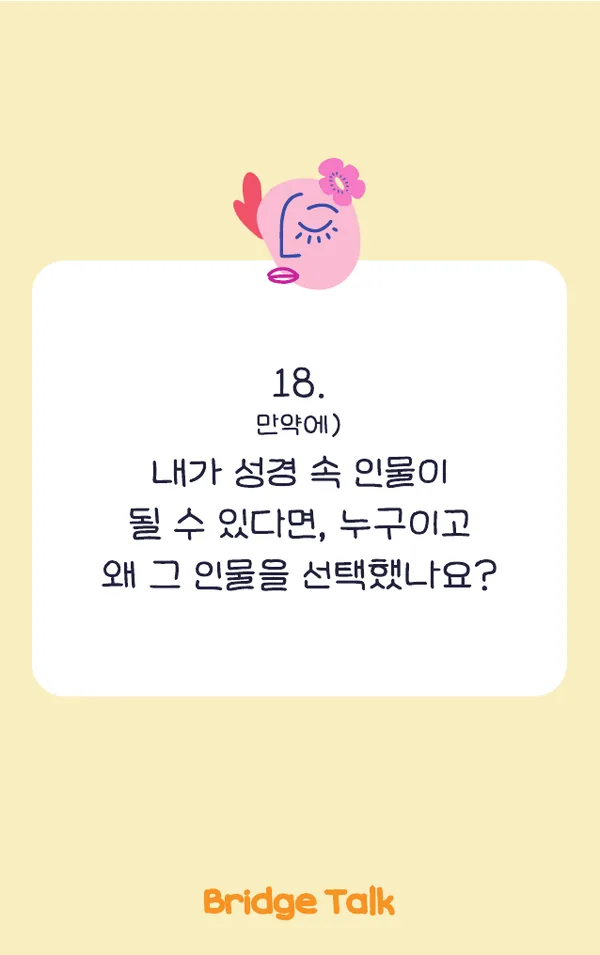 18.
만약에)
내가 성경 속 인물이
될 수 있다면, 누구이고
왜 그 인물을 선택했나요?
Bridge Talk